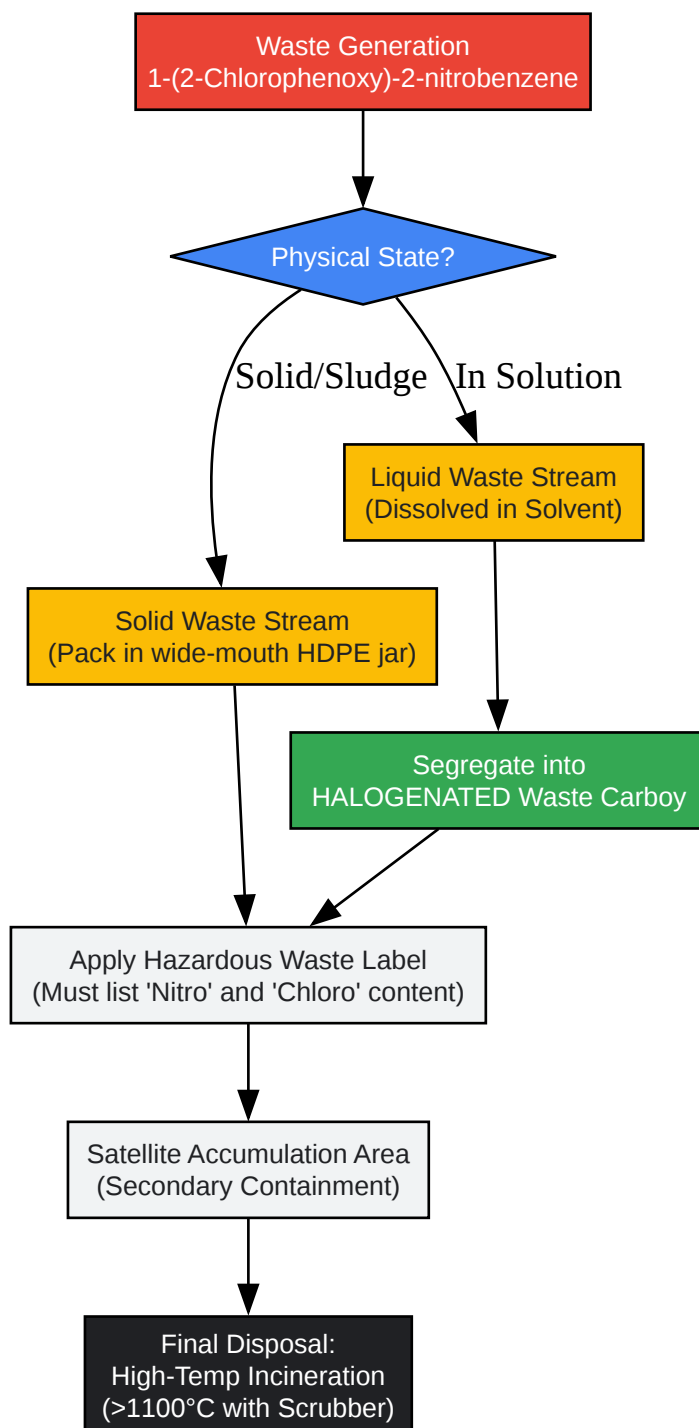 Waste Generation
1-(2-Chlorophenoxy)-2-nitrobenzene
Physical State?
Solid/Sludge
In Solution
Liquid Waste Stream
(Dissolved in Solvent)
Solid Waste Stream
(Pack in wide-mouth HDPE jar)
Segregate into
HALOGENATED Waste Carboy
Apply Hazardous Waste Label
(Must list 'Nitro' and 'Chloro' content)
Satellite Accumulation Area
(Secondary Containment)
Final Disposal:
High-Temp Incineration
(>1100°C with Scrubber)